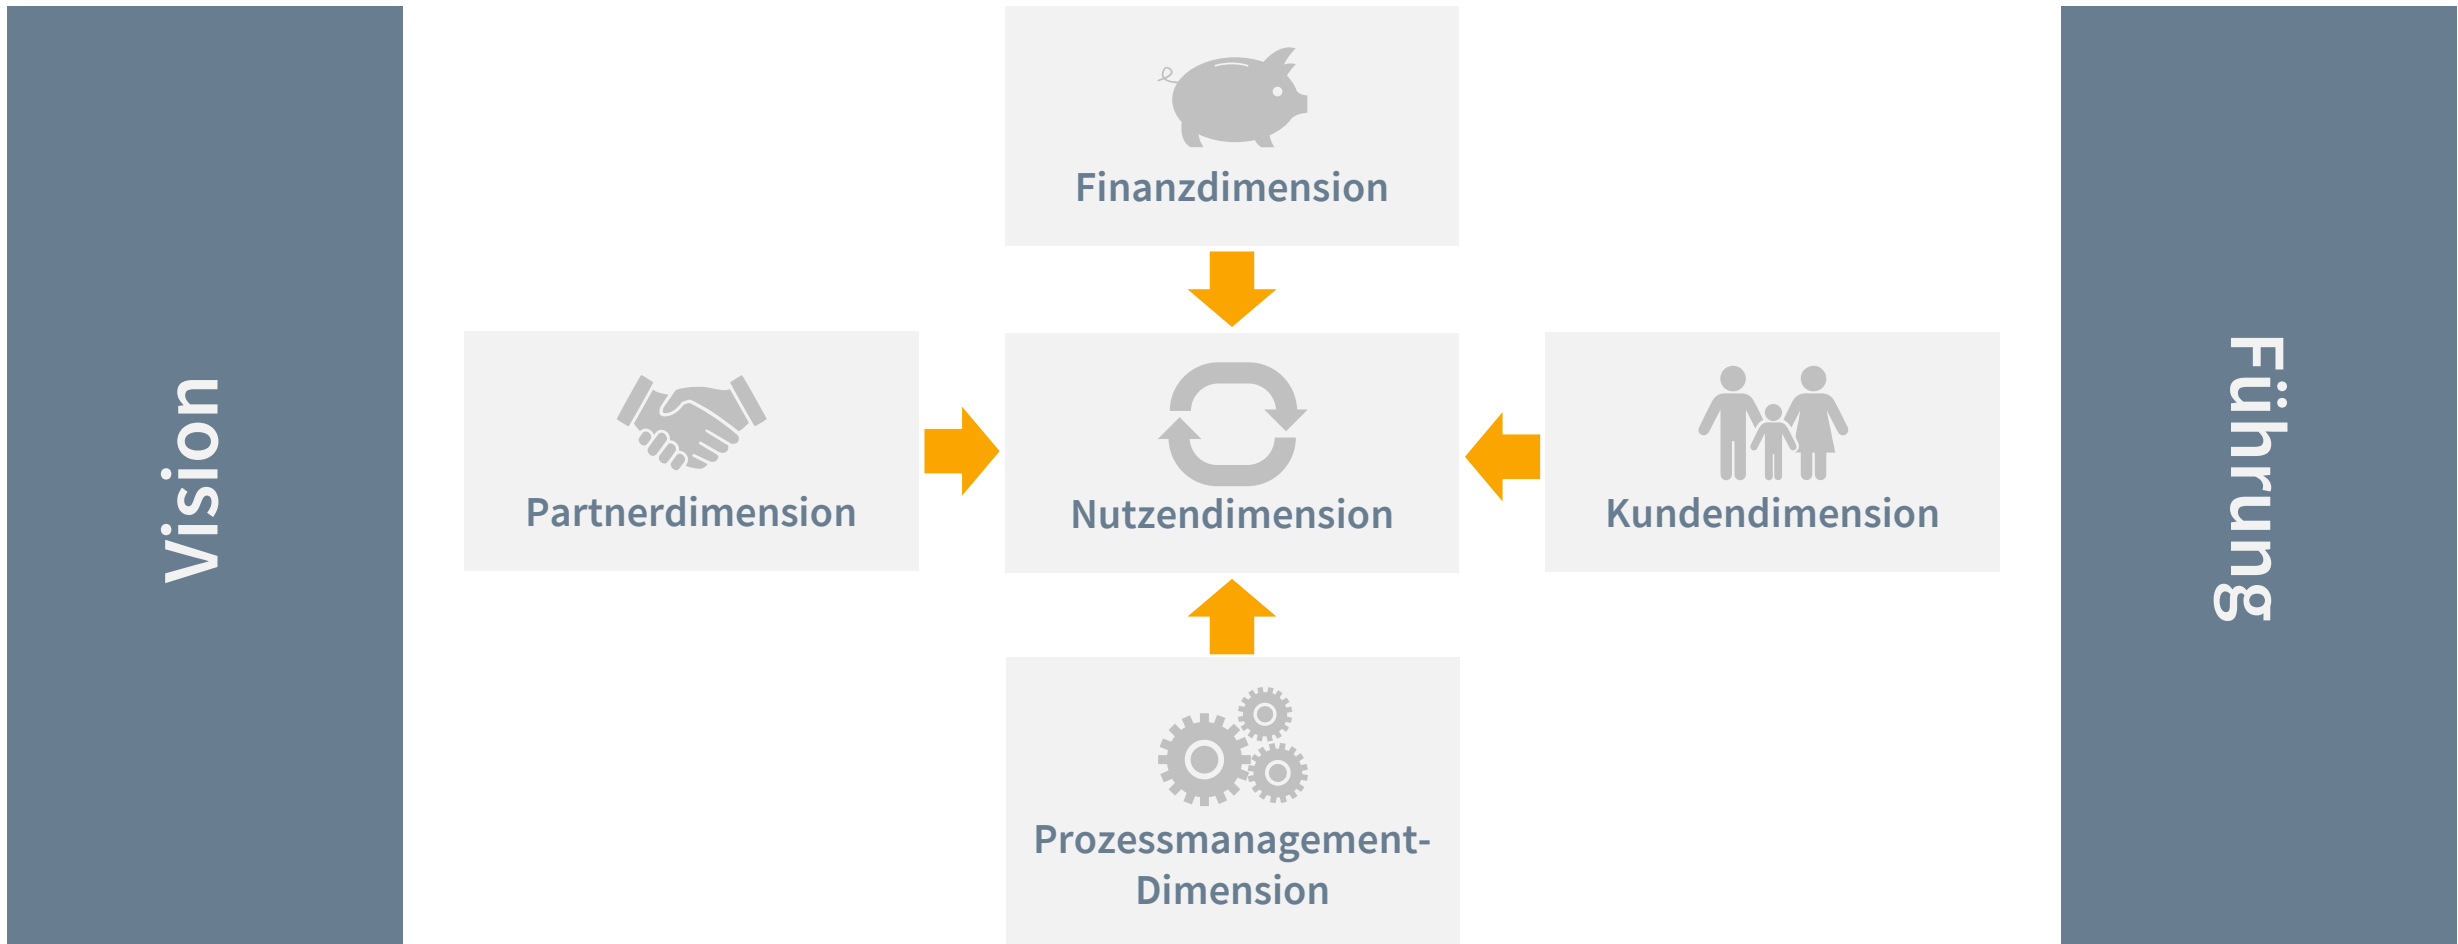 Vision
Finanzdimension
Partnerdimension
Nutzendimension
Kundendimension
Prozessmanagement-
Dimension
Führung